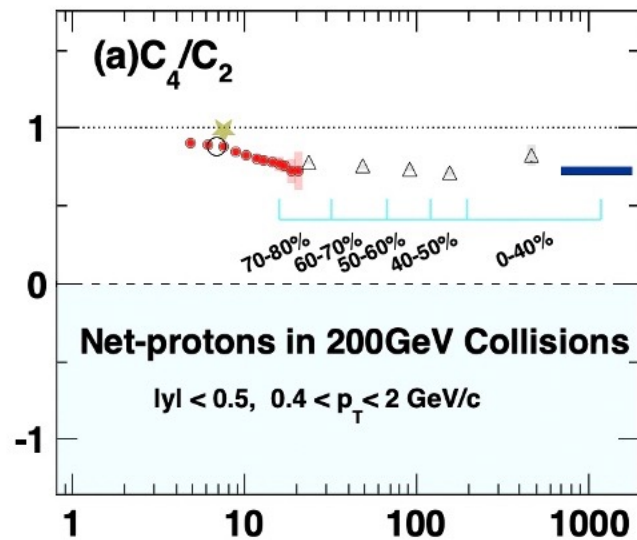 (a)C4/C2
1
0
-1
70-80% 60-70% 50-60% 40-50% 0-40%
Net-protons in 200GeV Collisions
|y| < 0.5, 0.4 < pT < 2 GeV/c
1 10 100 1000